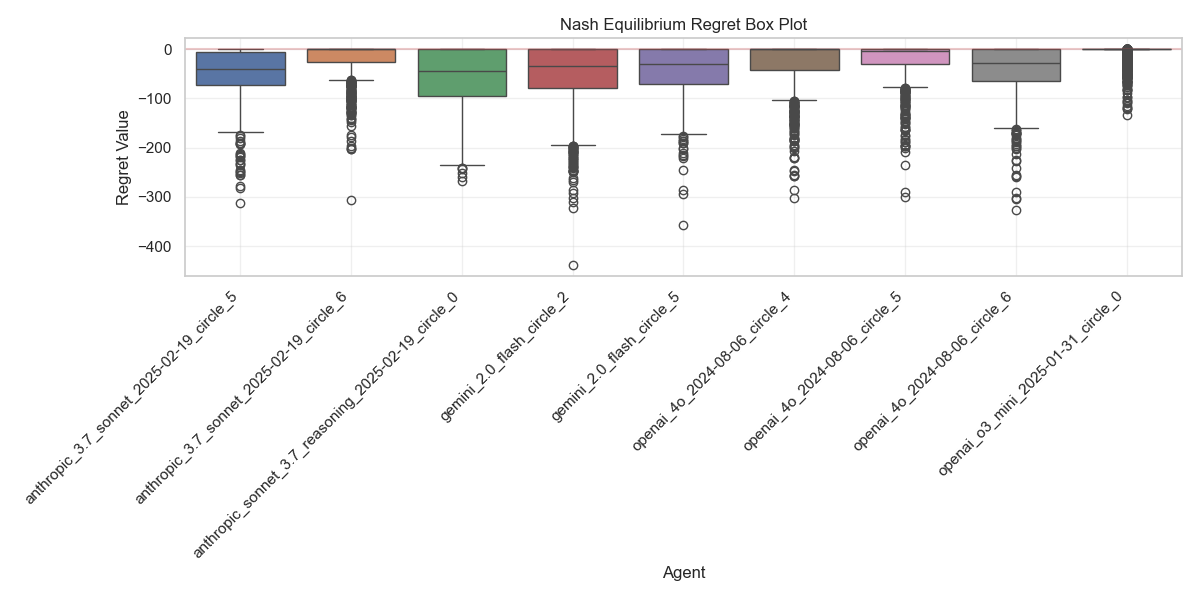 Nash Equilibrium Regret Box Plot
Regret Value
0
−100
−200
−300
−400
anthropic_3.7_sonnet_2025-02-19_circle_5
anthropic_3.7_sonnet_2025-02-19_circle_6
anthropic_sonnet_3.7_reasoning_2025-02-19_circle_0
gemini_2.0_flash_circle_2
gemini_2.0_flash_circle_5
openai_4o_2024-08-06_circle_4
openai_4o_2024-08-06_circle_5
openai_4o_2024-08-06_circle_6
openai_o3_mini_2025-01-31_circle_0
Agent